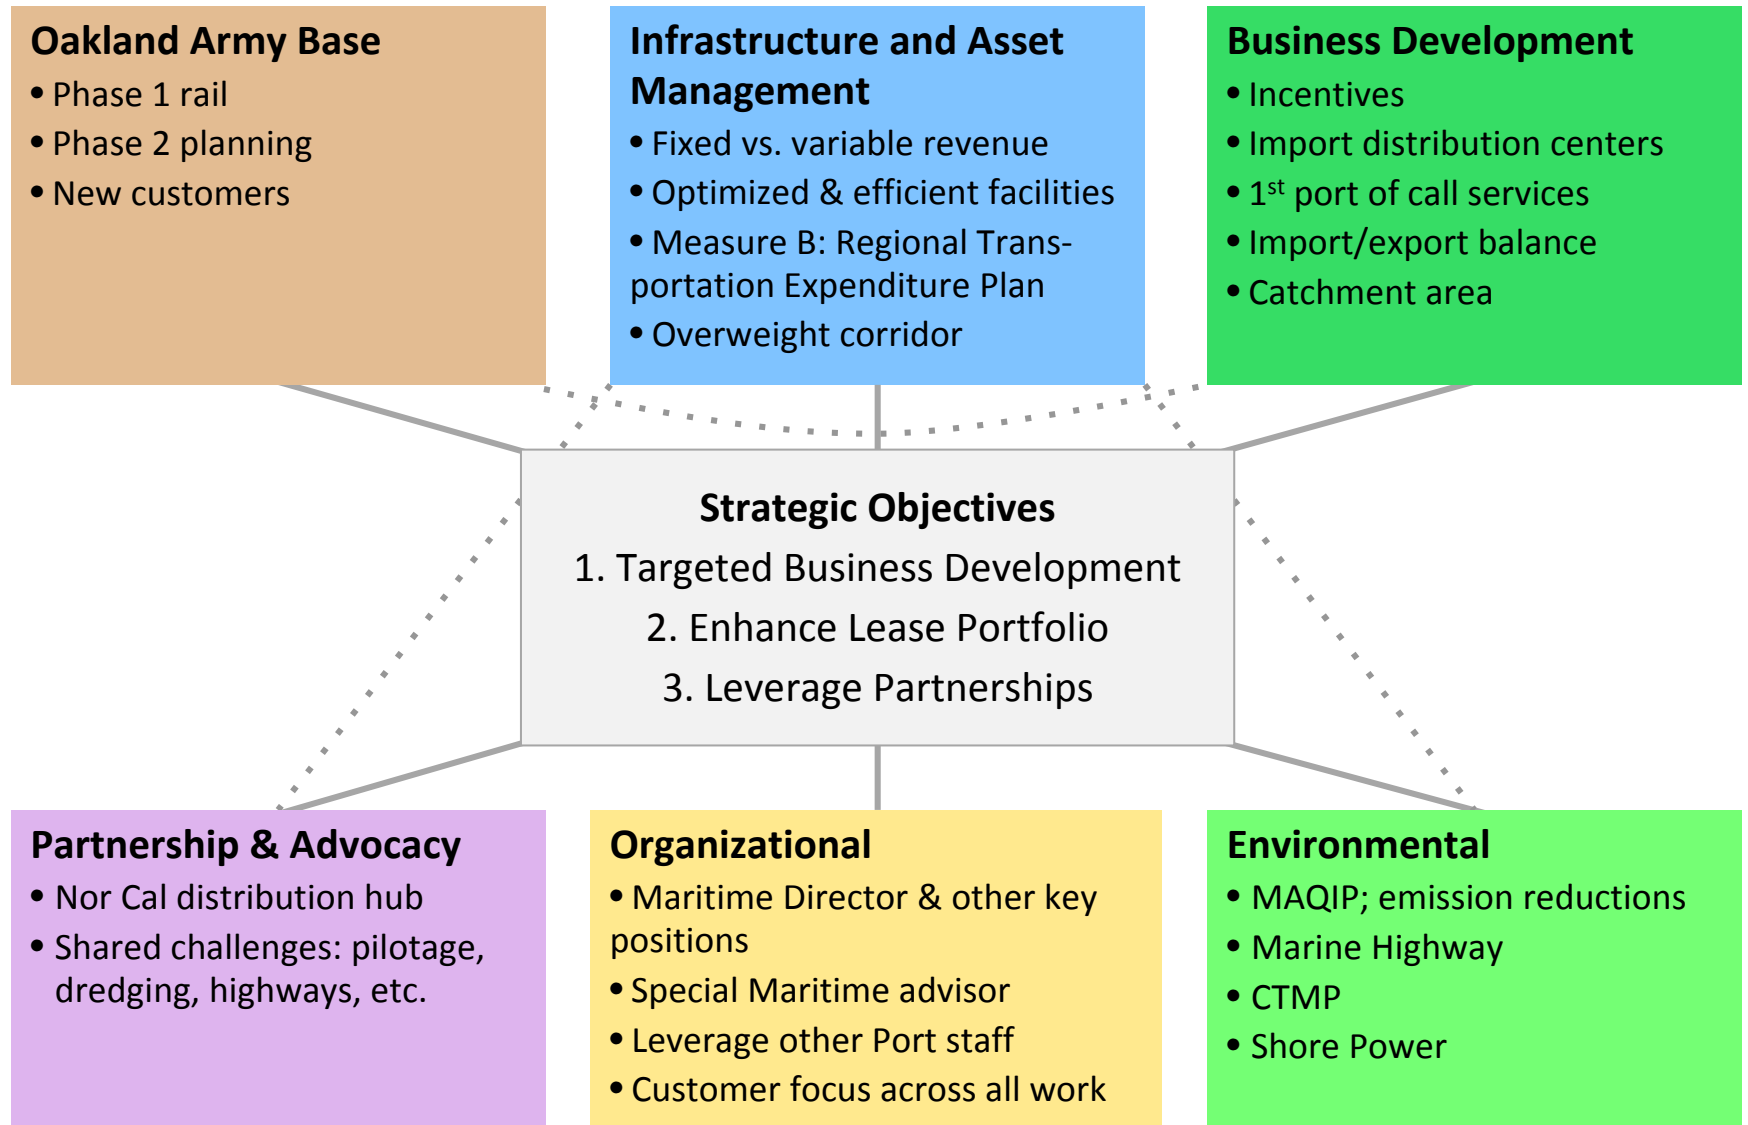 Oakland Army Base
• Phase 1 rail
• Phase 2 planning
• New customers
Infrastructure and Asset
Management
• Fixed vs. variable revenue
• Optimized & efficient facilities
• Measure B: Regional Trans-
portation Expenditure Plan
• Overweight corridor
Business Development
• Incentives
• Import distribution centers
• 1st port of call services
• Import/export balance
• Catchment area
Strategic Objectives
1. Targeted Business Development
2. Enhance Lease Portfolio
3. Leverage Partnerships
Partnership & Advocacy
• Nor Cal distribution hub
• Shared challenges: pilotage,
dredging, highways, etc.
Organizational
• Maritime Director & other key
positions
• Special Maritime advisor
• Leverage other Port staff
• Customer focus across all work
Environmental
• MAQIP; emission reductions
• Marine Highway
• CTMP
• Shore Power